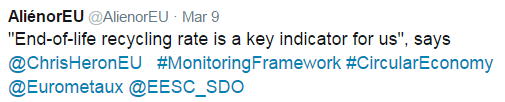 AliénorEU @AlienorEU · Mar 9
"End-of-life recycling rate is a key indicator for us", says
@ChrisHeronEU #MonitoringFramework #CircularEconomy
@Eurometaux @EESC_SDO